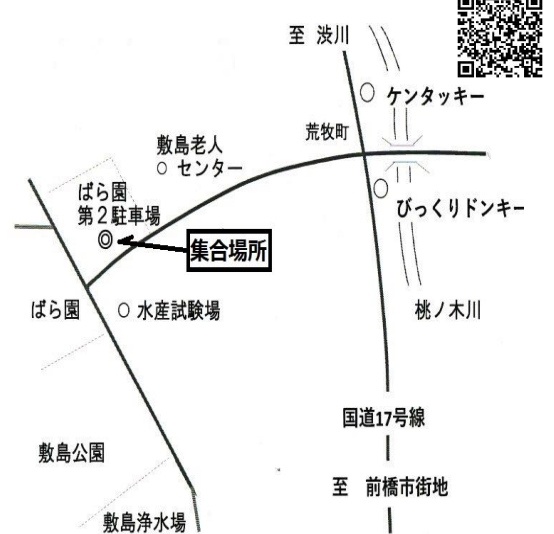 至 渋川
ケンタッキー
荒牧町
敷島老人
センター
びっくりドンキー
ばら園
第2駐車場
集合場所
ばら園
水産試験場
桃ノ木川
国道17号線
敷島公園
至 前橋市街地
敷島浄水場